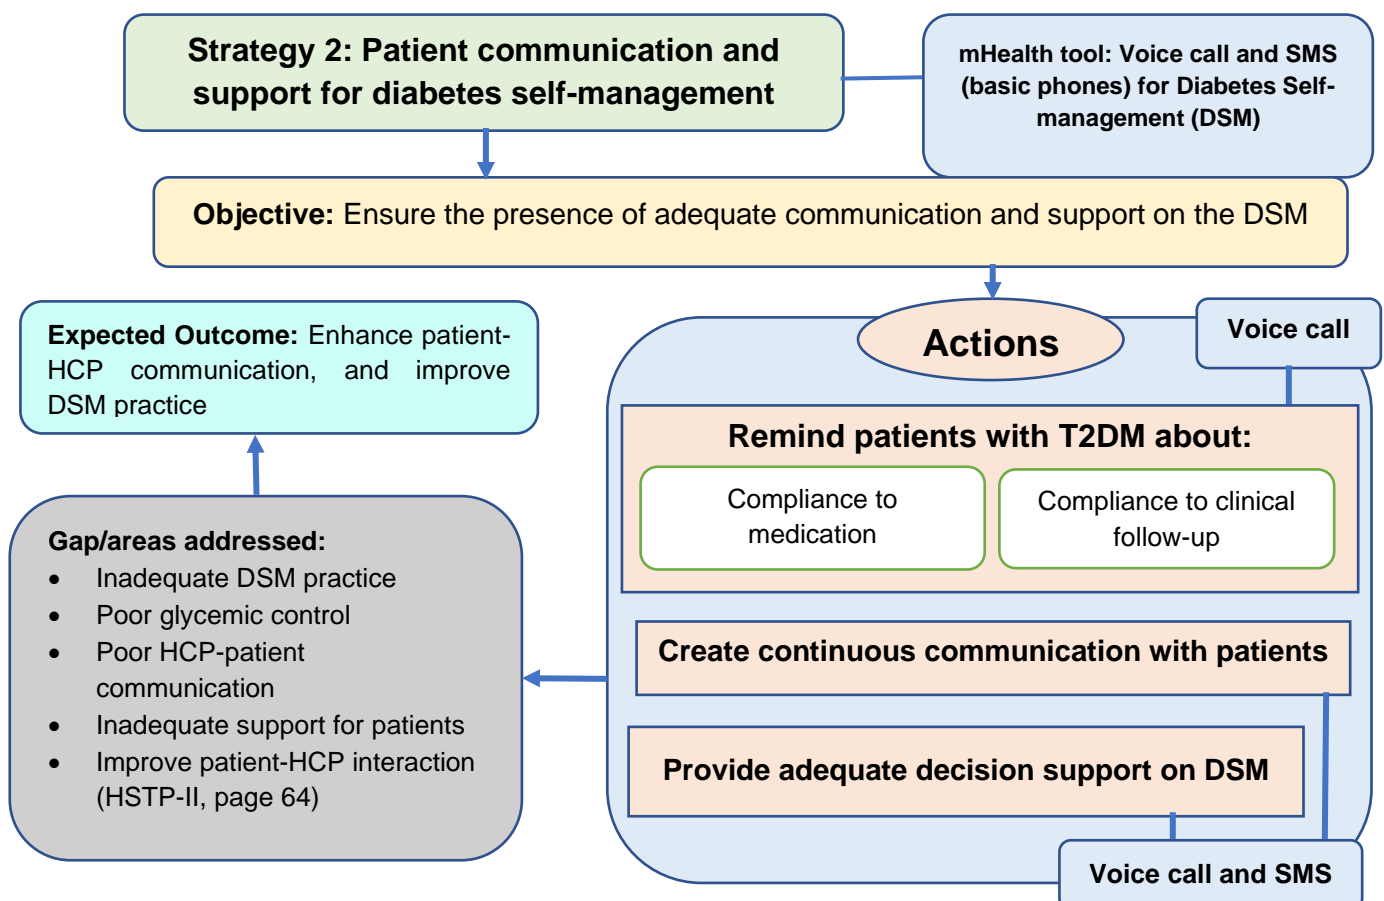 Strategy 2: Patient communication and
support for diabetes self-management
mHealth tool: Voice call and SMS
(basic phones) for Diabetes Self-
management (DSM)
Objective: Ensure the presence of adequate communication and support on the DSM
Actions
Voice call
Remind patients with T2DM about:
Compliance to
medication
Compliance to clinical
follow-up
Create continuous communication with patients
Provide adequate decision support on DSM
Voice call and SMS
Gap/areas addressed:
• Inadequate DSM practice
• Poor glycemic control
• Poor HCP-patient
communication
• Inadequate support for patients
• Improve patient-HCP interaction
(HSTP-II, page 64)
Expected Outcome: Enhance patient-
HCP communication, and improve
DSM practice